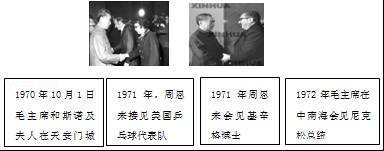 XINHUA
1970 年 10 月 1 日
毛主席和斯诺及
夫人在天安门城
1971 年，周恩
来接见美国乒
乓球代表队
1971 年周恩
来会见基辛
格博士
1972 年毛主席在
中南海会见尼克
松总统